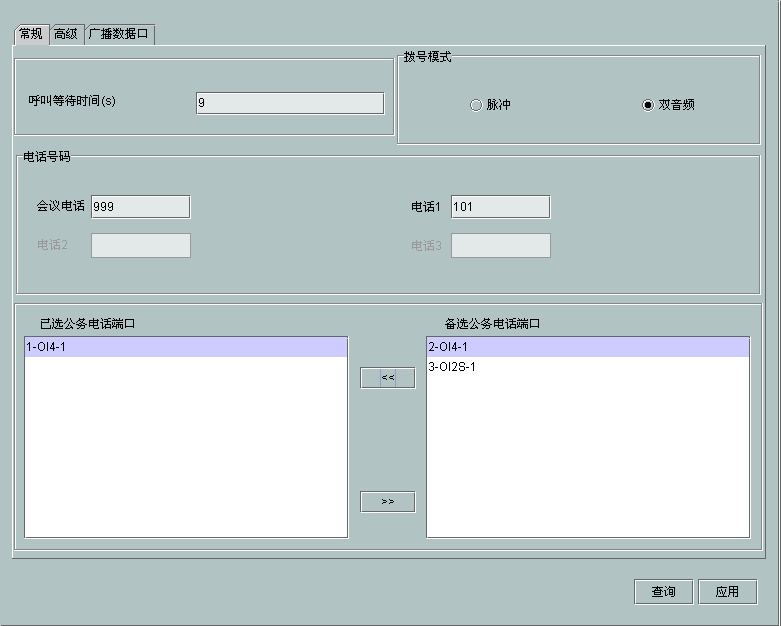 常规 高级 广播数据口
拨号模式
呼叫等待时间(s) 9 脉冲 双音频
电话号码
会议电话 999 电话1 101
电话2 电话3
已选公务电话端口 备选公务电话端口
1-OI4-1 2-OI4-1
3-OI2S-1
<<
>>
查询 应用